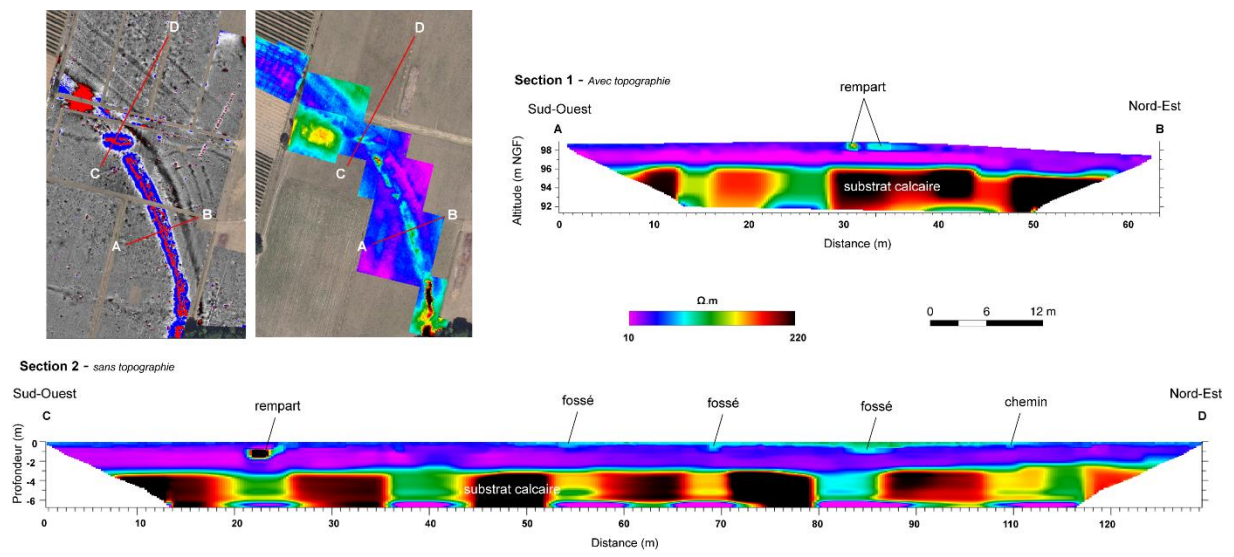 D
C
B
A
D
C
B
A
Section 1 - Avec topographie
rempart
Sud-Ouest
Nord-Est
A
B
Altitude (m NGF)
98
96
94
92
substrat calcaire
0 10 20 30 40 50 60
Distance (m)
Ω.m
10 220
0 6 12 m
Section 2 - sans topographie
Sud-Ouest
Nord-Est
rempart
fossé
fossé
fossé
chemin
C
D
Profondeur (m)
0
-2
-4
-6
substrat calcaire
0 10 20 30 40 50 60 70 80 90 100 110 120
Distance (m)